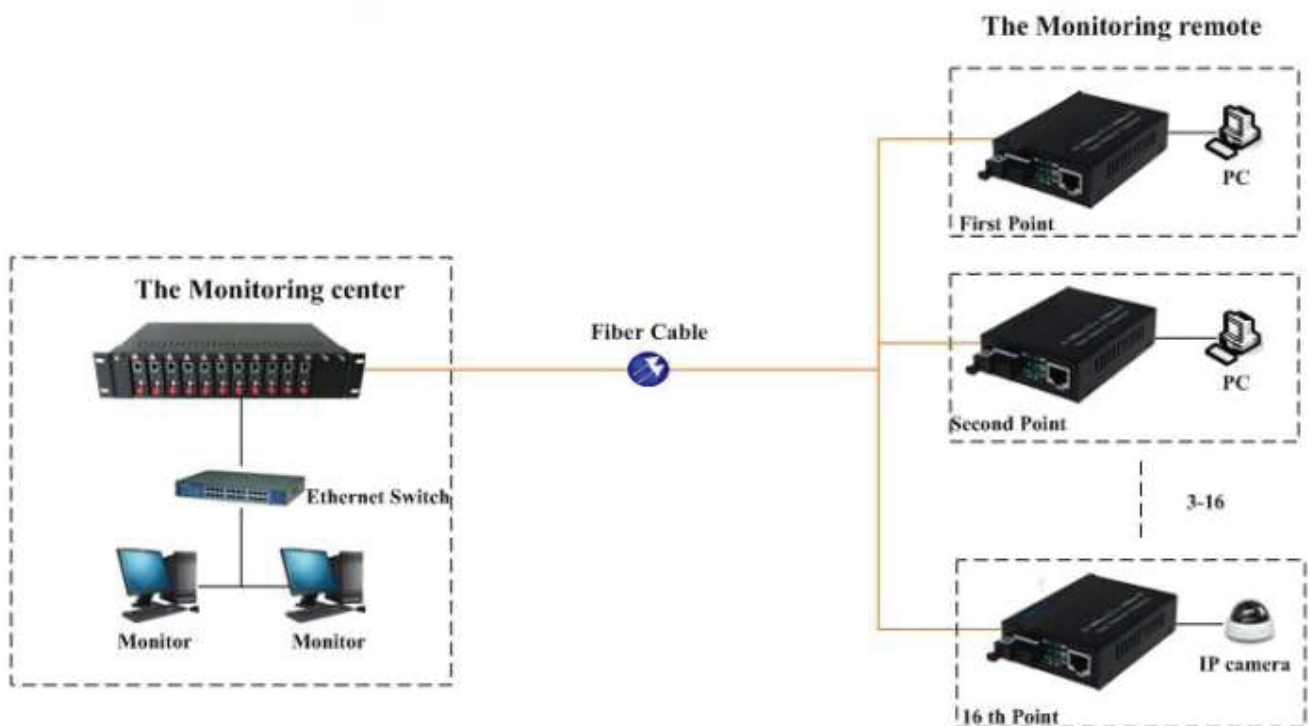 The Monitoring remote
PC
First Point
The Monitoring center
Fiber Cable
PC
Second Point
Ethernet Switch
3-16
Monitor
Monitor
IP camera
16 th Point